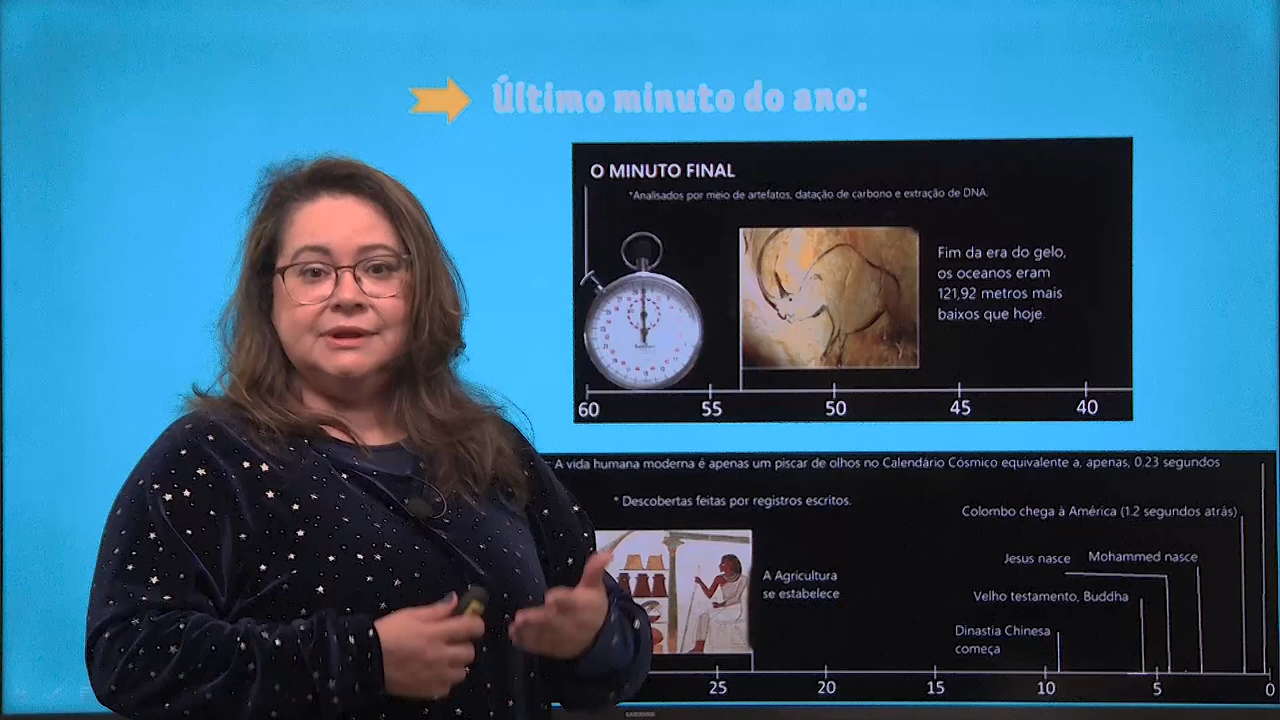 Último minuto do ano:
O MINUTO FINAL
*Analisados por meio de artefatos, datação de carbono e extração de DNA.
Fim da era do gelo,
os oceanos eram
121,92 metros mais
baixos que hoje.
60 55 50 45 40
A vida humana moderna é apenas um piscar de olhos no Calendário Cósmico equivalente a, apenas, 0.23 segundos
* Descobertas feitas por registros escritos.
Colombo chega à América (1.2 segundos atrás)
Jesus nasce Mohammed nasce
A Agricultura
se estabelece
Velho testamento, Buddha
Dinastia Chinesa
começa
25 20 15 10 5 0
SAMSUNG